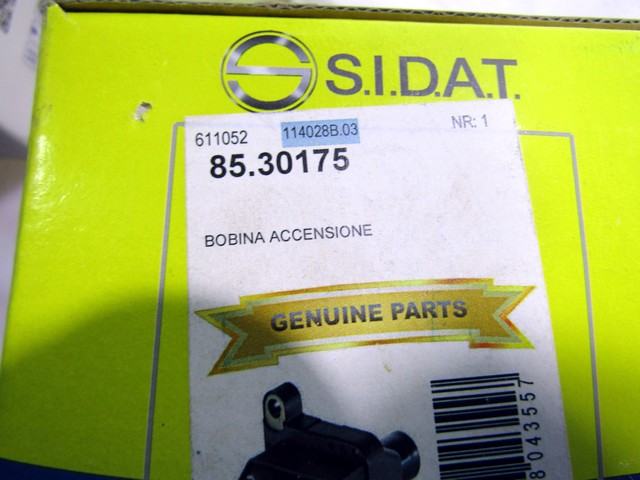 S.I.D.A.T.
611052 114028B.03 NR: 1
85.30175
BOBINA ACCENSIONE
GENUINE PARTS
8043557